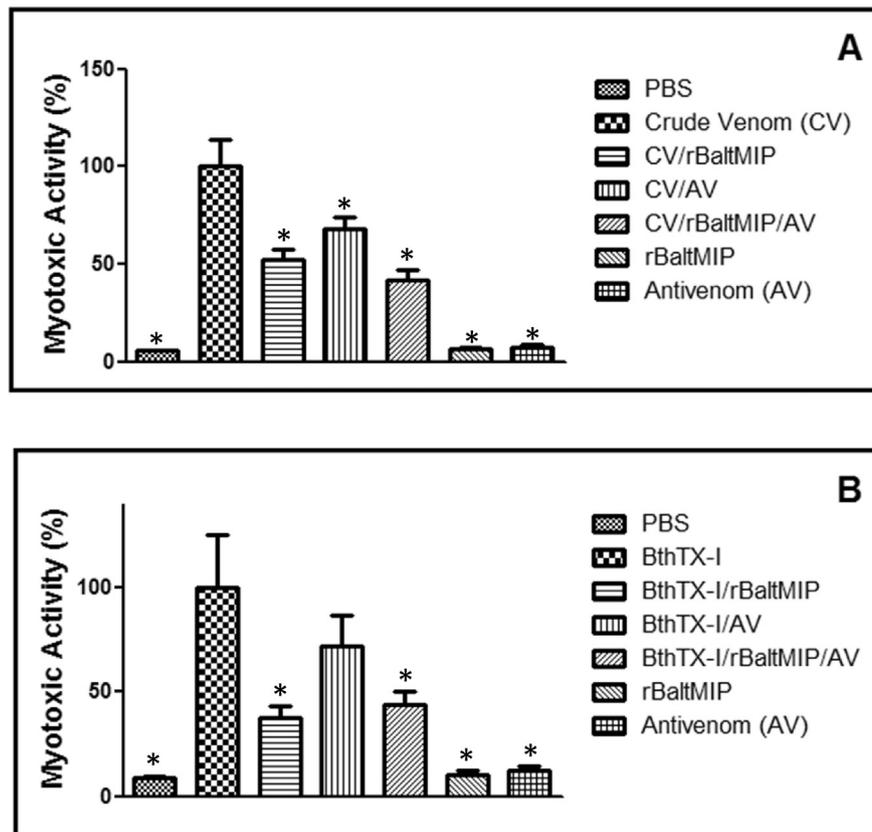 A
Myotoxic Activity (%)
150
100
50
0
*
*
*
*
*
*
PBS
Crude Venom (CV)
CV/rBaltMIP
CV/AV
CV/rBaltMIP/AV
rBaltMIP
Antivenom (AV)
B
Myotoxic Activity (%)
100
50
0
*
*
*
*
*
PBS
BthTX-I
BthTX-I/rBaltMIP
BthTX-I/AV
BthTX-I/rBaltMIP/AV
rBaltMIP
Antivenom (AV)